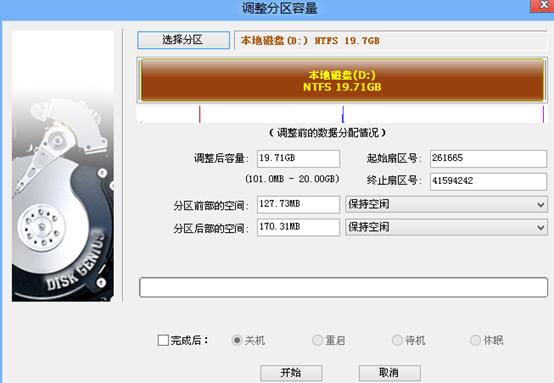 调整分区容量
选择分区 本地磁盘(D:) NTFS 19.7GB
本地磁盘(D:)
NTFS 19.71GB
(调整前的数据分配情况)
调整后容量: 19.71GB 起始扇区号: 261665
(101.0MB - 20.00GB) 终止扇区号: 41594242
分区前部的空间: 127.73MB 保持空闲
分区后部的空间: 170.31MB 保持空闲
DISK GENIUS
完成后: 关机 重启 待机 休眠
开始 取消